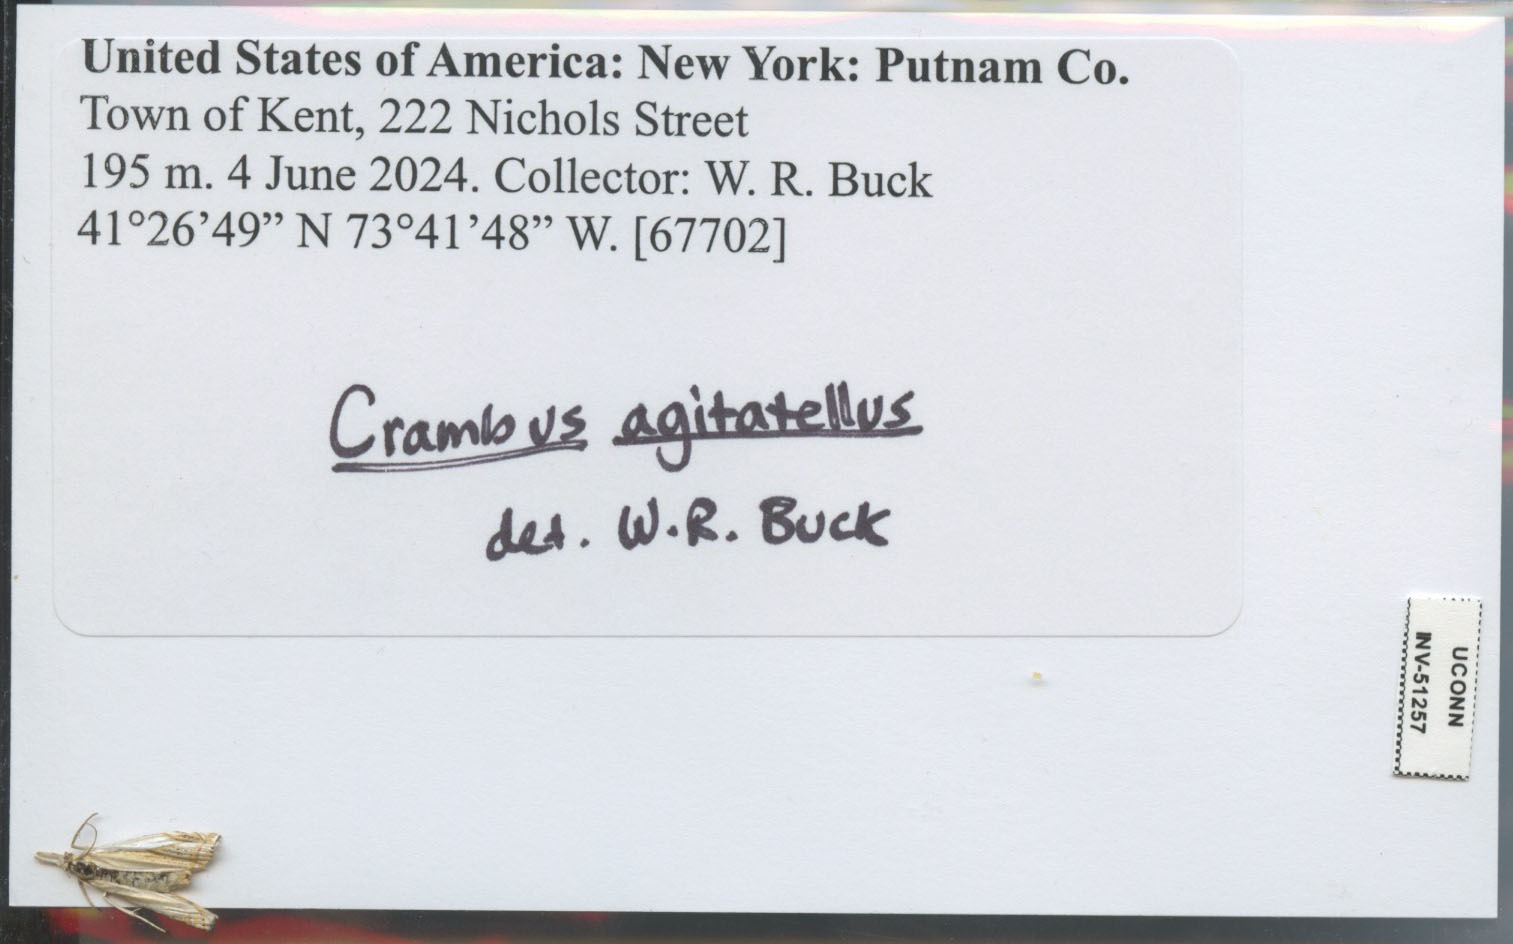 United States of America: New York: Putnam Co.
Town of Kent, 222 Nichols Street
195 m. 4 June 2024. Collector: W. R. Buck
41°26’49” N 73°41’48” W. [67702]
Crambus agitatellus
det. W.R. Buck
UCONN
INV-51257